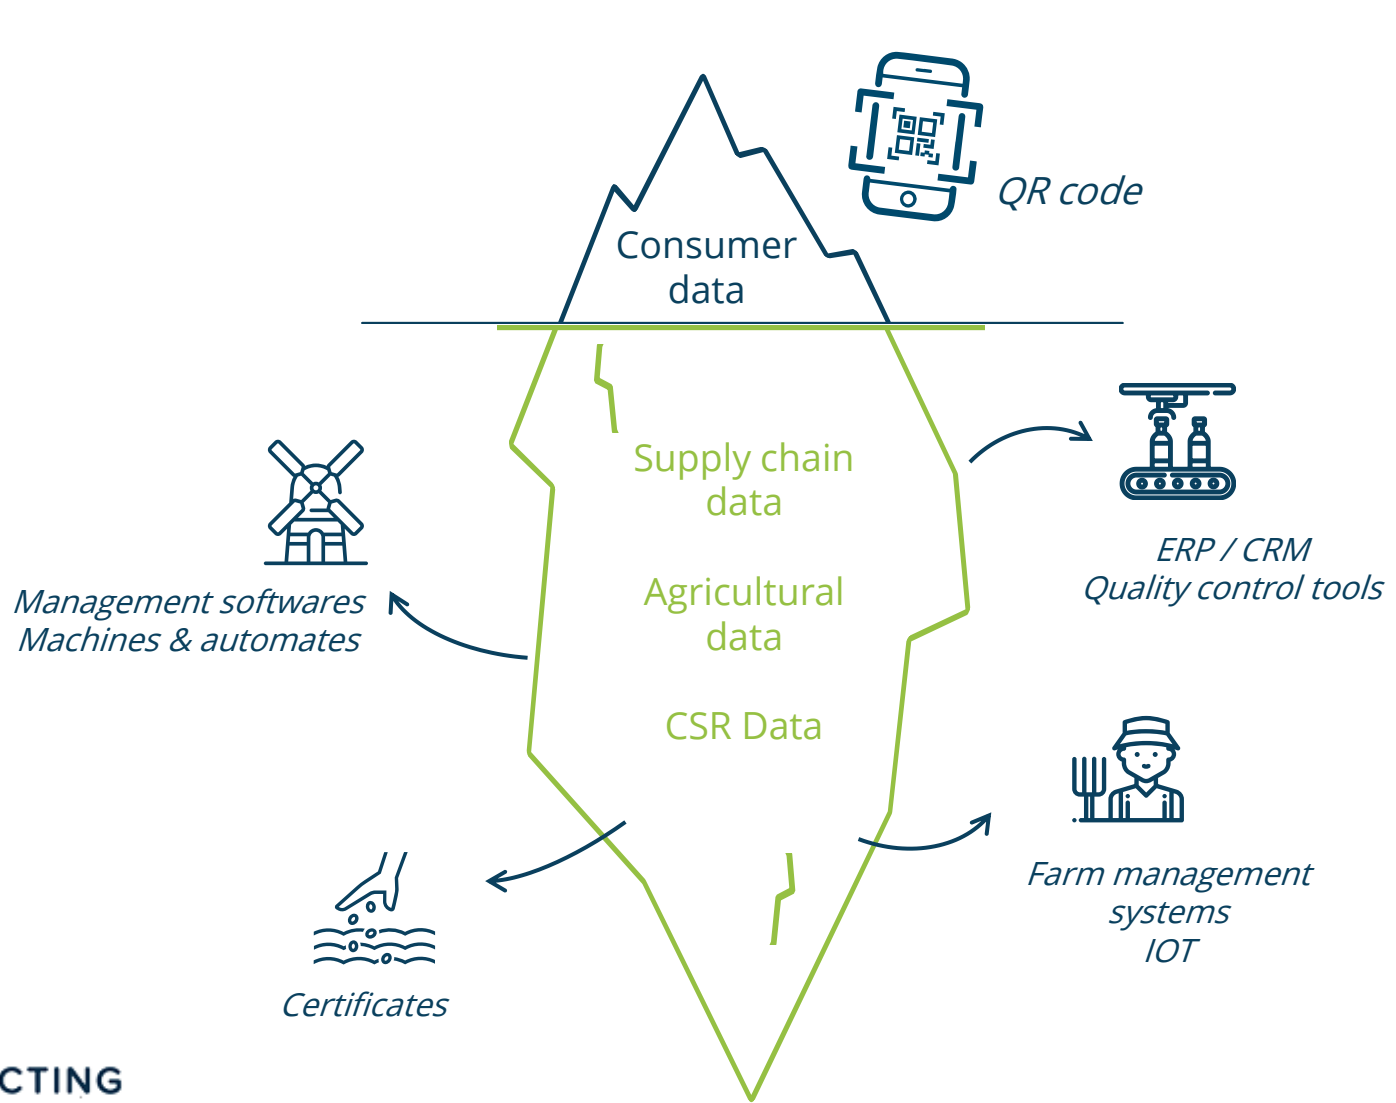 QR code
Consumer
data
Supply chain
data
Agricultural
data
CSR Data
ERP / CRM
Quality control tools
Management softwares
Machines & automates
Farm management
systems
IOT
Certificates
CTING